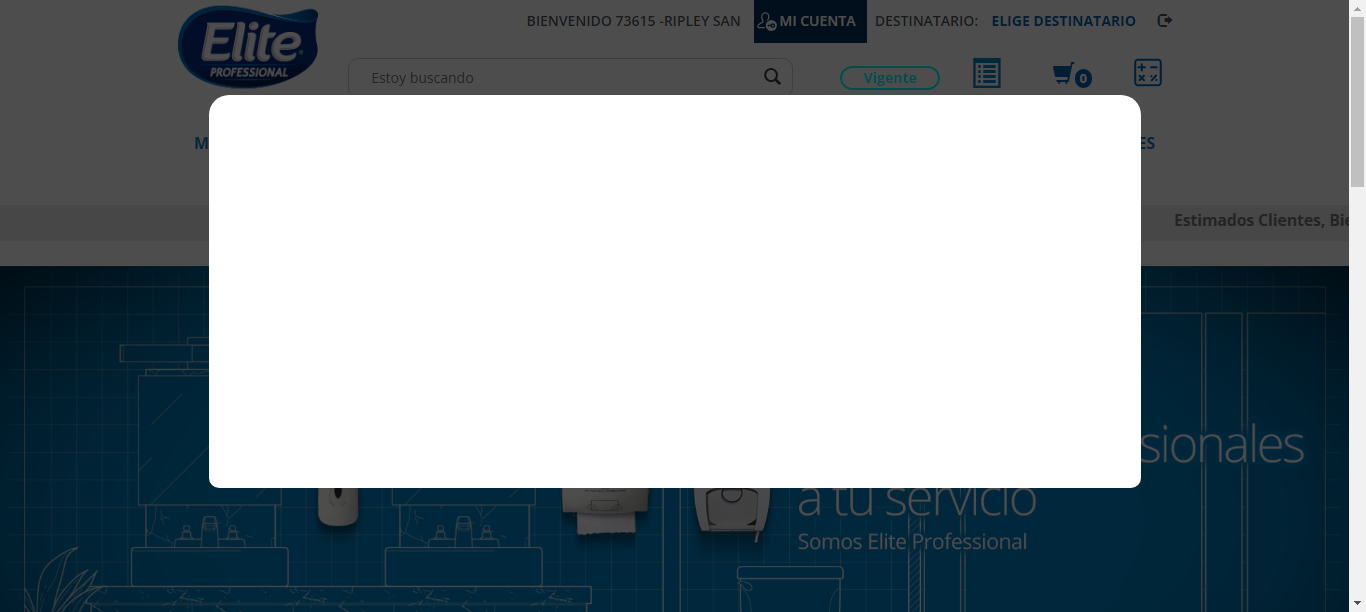 Elite
PROFESSIONAL
BIENVENIDO 73615 -RIPLEY SAN
MI CUENTA
DESTINATARIO:
ELIGE DESTINATARIO
Estoy buscando
Vigente
0
M
ES
Estimados Clientes, Bie
sionales
a tu servicio
Somos Elite Professional